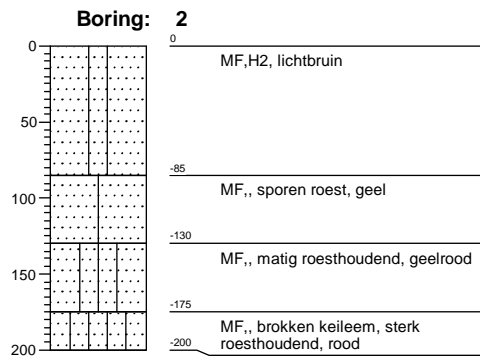 Boring: 2
0
0
MF,H2, lichtbruin
50
-85
100
MF,, sporen roest, geel
-130
MF,, matig roesthoudend, geelrood
150
-175
MF,, brokken keileem, sterk
roesthoudend, rood
200
-200